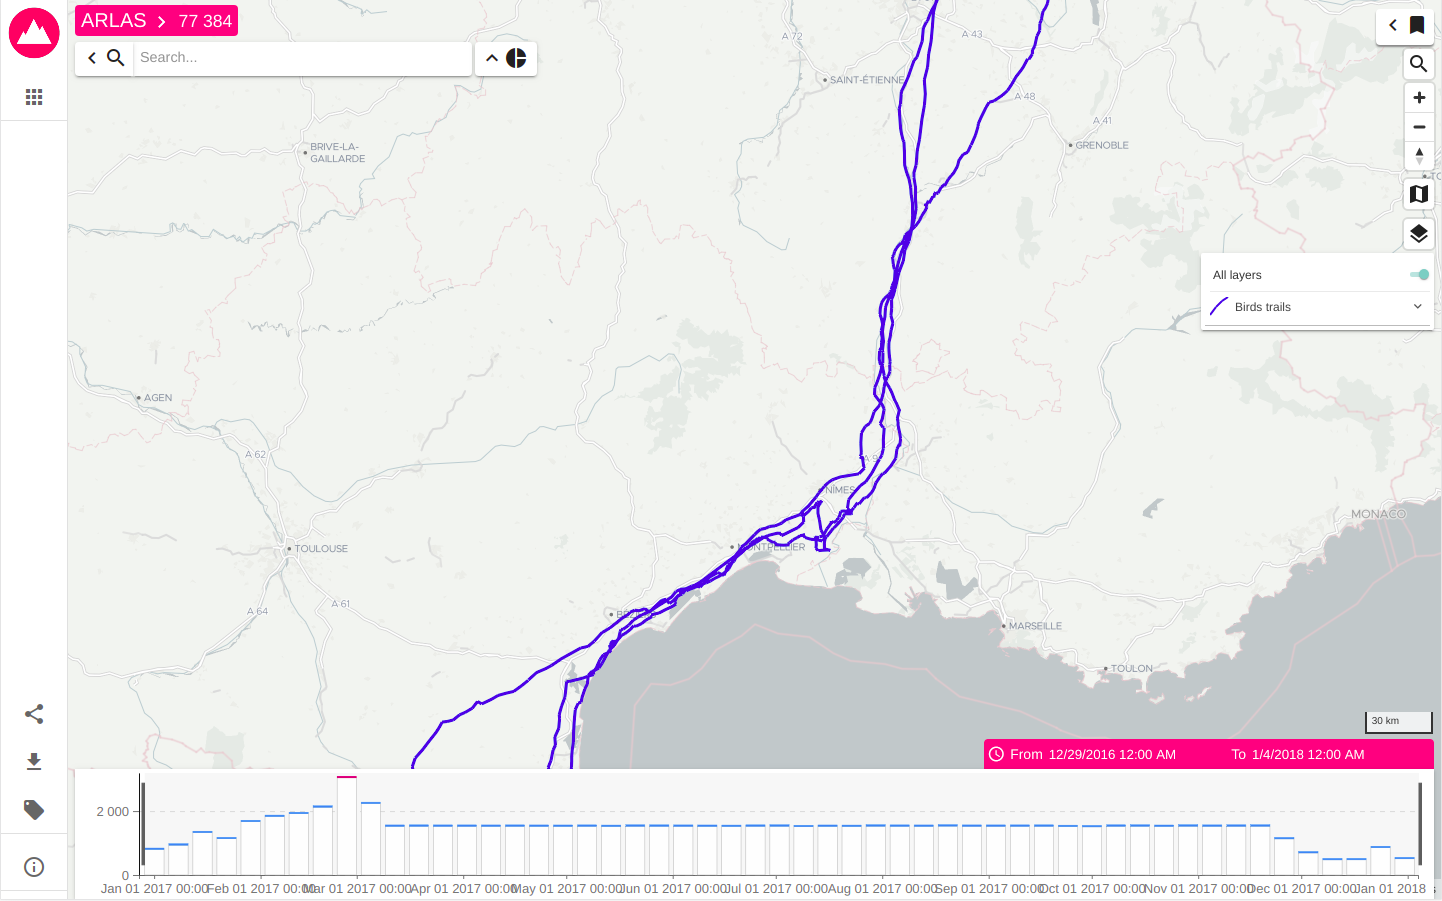 ARLAS 77 384
Search...
A 72
A 43
SAINT-ÉTIENNE
A 48
A 41
BRIVE-LA-
GAILLARDE
GRENOBLE
All layers
Birds trails
AGEN
A 62
NÎMES
MONACO
TOULOUSE
MONTPELLIER
A 64
A 61
MARSEILLE
TOULON
30 km
From 12/29/2016 12:00 AM To 1/4/2018 12:00 AM
2 000
0
Jan 01 2017 00:00 Feb 01 2017 00:00 Mar 01 2017 00:00 Apr 01 2017 00:00 May 01 2017 00:00 Jun 01 2017 00:00 Jul 01 2017 00:00 Aug 01 2017 00:00 Sep 01 2017 00:00 Oct 01 2017 00:00 Nov 01 2017 00:00 Dec 01 2017 00:00 Jan 01 2018